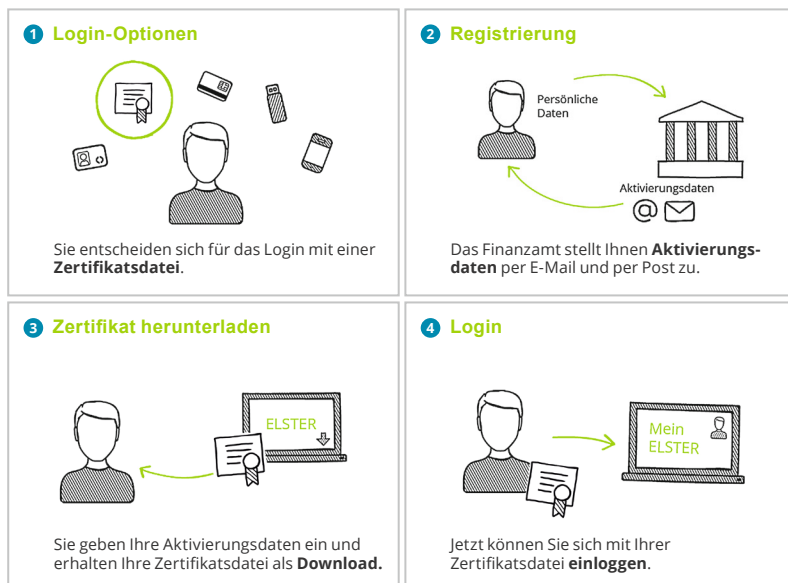 1 Login-Optionen
Sie entscheiden sich für das Login mit einer
Zertifikatsdatei.
2 Registrierung
Persönliche
Daten
Aktivierungsdaten
@
Das Finanzamt stellt Ihnen Aktivierungs-
daten per E-Mail und per Post zu.
3 Zertifikat herunterladen
ELSTER
Sie geben Ihre Aktivierungsdaten ein und
erhalten Ihre Zertifikatsdatei als Download.
4 Login
Mein
ELSTER
Jetzt können Sie sich mit Ihrer
Zertifikatsdatei einloggen.